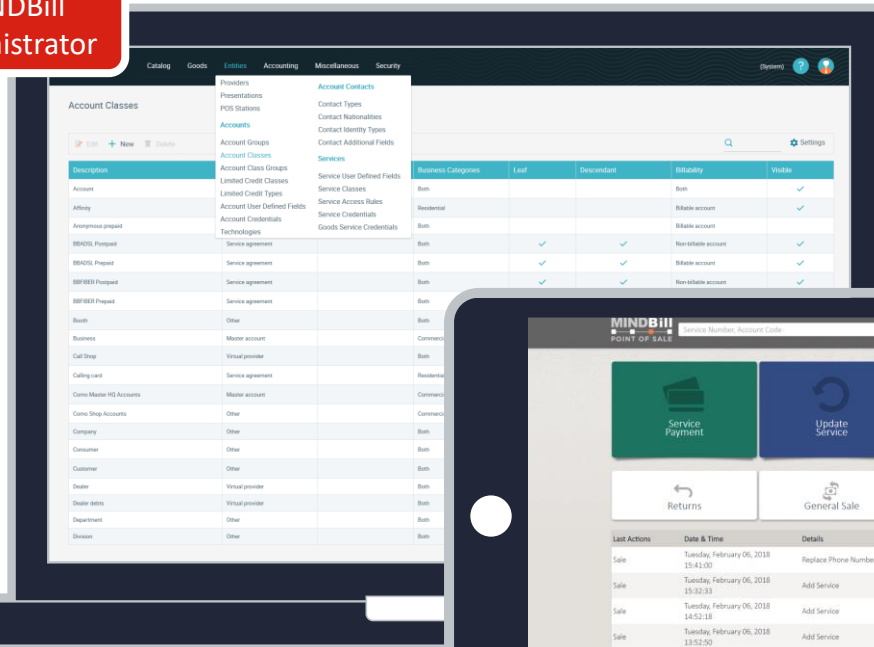 NDBill
nistrator
Catalog Goods Entities Accounting Miscellaneous Security (System) ?
Account Classes
Providers
Presentations
POS Stations
Accounts
Account Groups
Account Classes
Account Class Groups
Limited Credit Classes
Limited Credit Types
Account User Defined Fields
Account Credentials
Technologies
Account Contacts
Contact Types
Contact Nationalities
Contact Identity Types
Contact Additional Fields
Services
Service User Defined Fields
Service Classes
Service Access Rules
Service Credentials
Goods Service Credentials
Edit New Delete Settings
Description Business Categories Leaf Descendant Billability Visible
Account Both Both
Affinity Residential Billable account
Anonymous prepaid Both Billable account
BBADSL Postpaid Service agreement Both Non-billable account
BBADSL Prepaid Service agreement Both Billable account
BBFIBER Postpaid Service agreement Both Non-billable account
BBFIBER Prepaid Service agreement Both
Booth Other Both
Business Master account Commerci
Call Shop Virtual provider Both
Calling card Service agreement Residential
Como Master HQ Accounts Master account Commerci
Como Shop Accounts Other Commerci
Company Other Both
Consumer Other Both
Customer Other Both
Dealer Virtual provider Both
Dealer debts Virtual provider Both
Department Other Both
Division Other Both
MINDBill
POINT OF SALE
Service Number, Account Code
Service
Payment
Update
Service
Returns
General Sale
Last Actions Date & Time Details
Sale Tuesday, February 06, 2018
15:41:00 Replace Phone Numbe
Sale Tuesday, February 06, 2018
15:32:33 Add Service
Sale Tuesday, February 06, 2018
14:52:18 Add Service
Sale Tuesday, February 06, 2018
13:52:50 Add Service